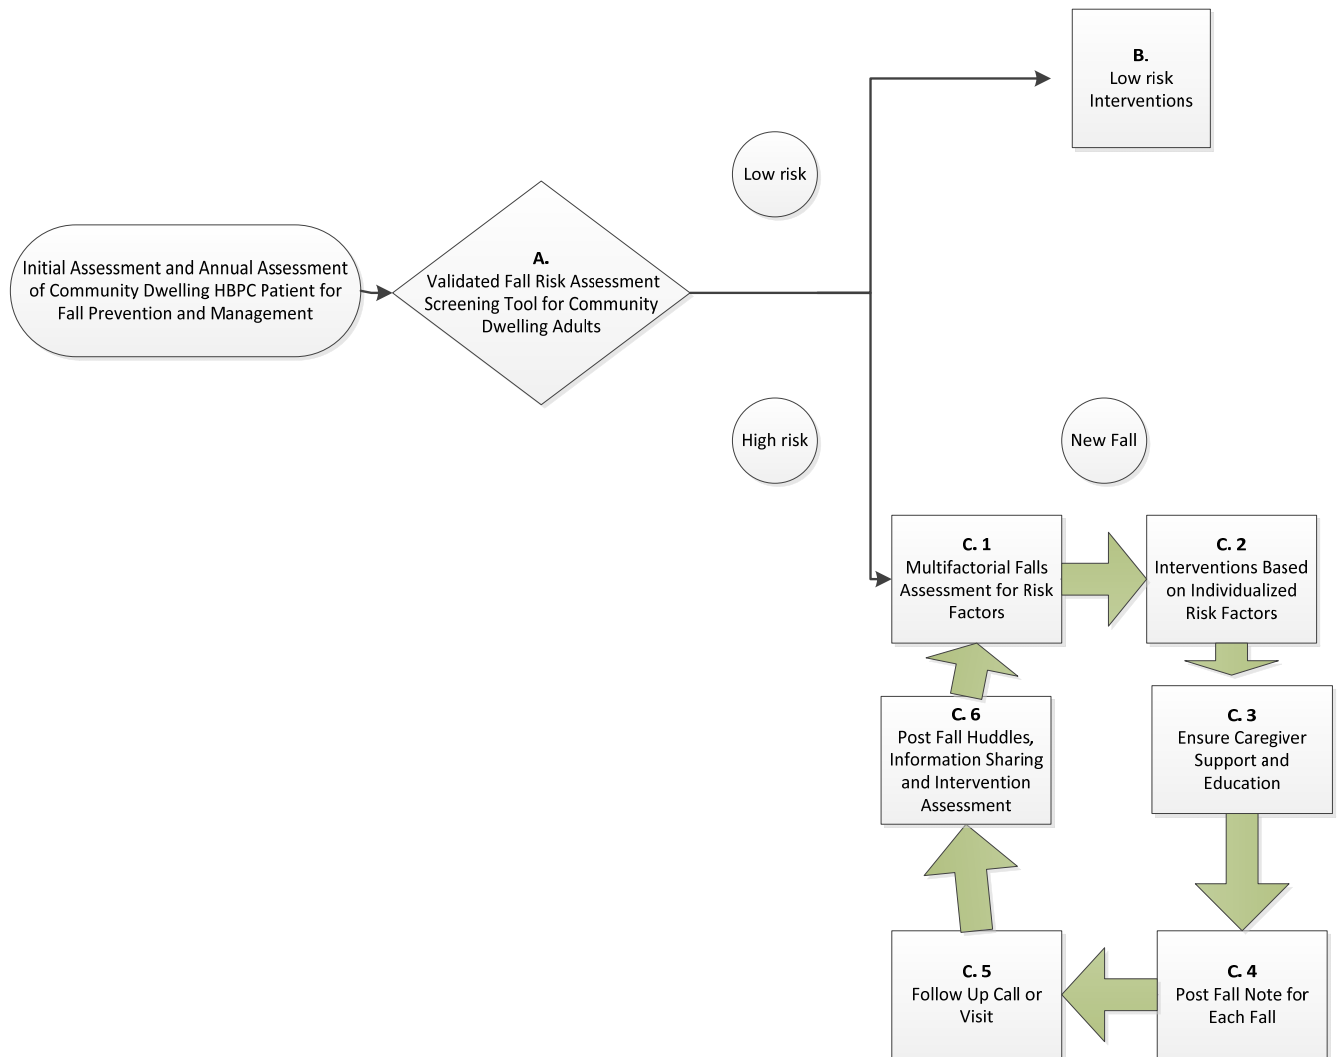 Initial Assessment and Annual Assessment
of Community Dwelling HBPC Patient for
Fall Prevention and Management
A.
Validated Fall Risk Assessment
Screening Tool for Community
Dwelling Adults
Low risk
B.
Low risk
Interventions
High risk
New Fall
C. 1
Multifactorial Falls
Assessment for Risk
Factors
C. 2
Interventions Based
on Individualized
Risk Factors
C. 3
Ensure Caregiver
Support and
Education
C. 4
Post Fall Note for
Each Fall
C. 5
Follow Up Call or
Visit
C. 6
Post Fall Huddles,
Information Sharing
and Intervention
Assessment